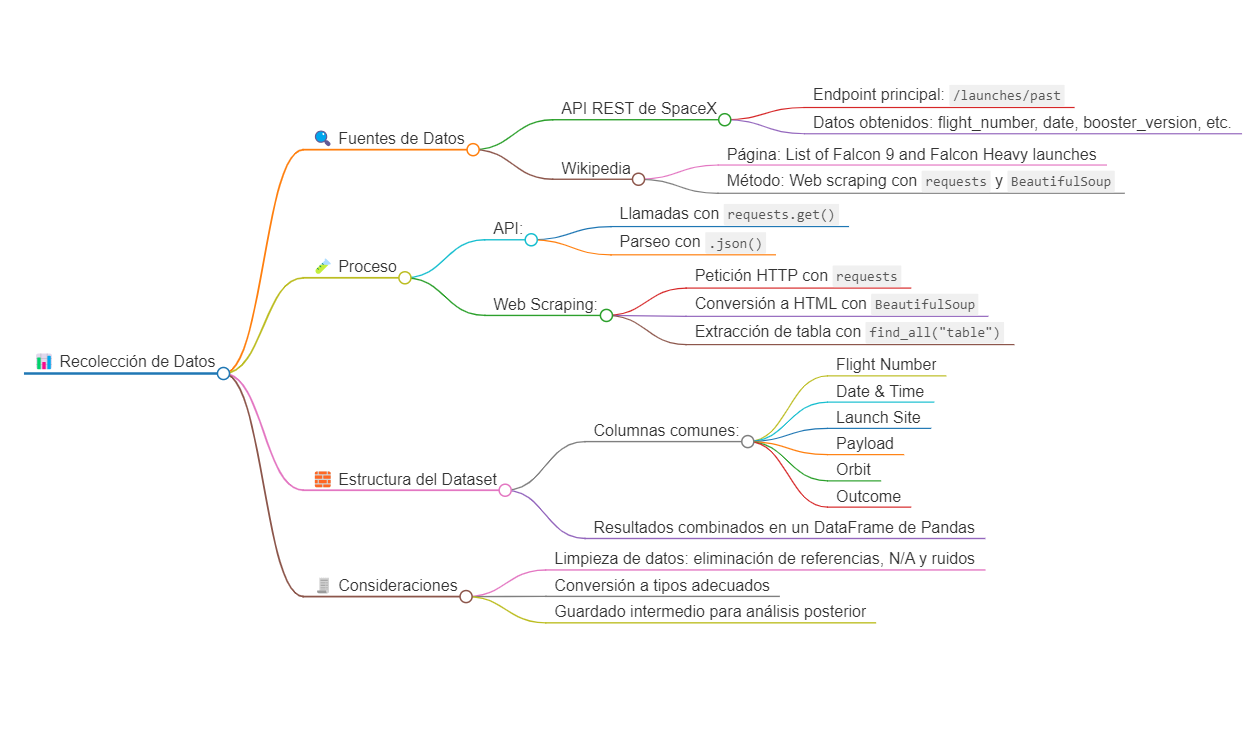 Recolección de Datos
Fuentes de Datos
API REST de SpaceX
Endpoint principal: /launches/past
Datos obtenidos: flight_number, date, booster_version, etc.
Wikipedia
Página: List of Falcon 9 and Falcon Heavy launches
Método: Web scraping con requests y BeautifulSoup
Proceso
API:
Llamadas con requests.get()
Parseo con .json()
Web Scraping:
Petición HTTP con requests
Conversión a HTML con BeautifulSoup
Extracción de tabla con find_all("table")
Estructura del Dataset
Columnas comunes:
Flight Number
Date & Time
Launch Site
Payload
Orbit
Outcome
Resultados combinados en un DataFrame de Pandas
Consideraciones
Limpieza de datos: eliminación de referencias, N/A y ruidos
Conversión a tipos adecuados
Guardado intermedio para análisis posterior